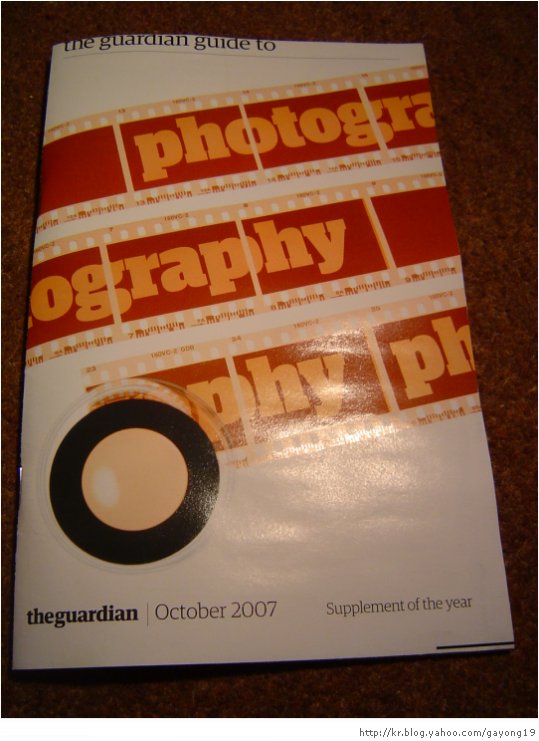 the guardian guide to
photogra
ography
phy ph
theguardian | October 2007
Supplement of the year
http://kr.blog.yahoo.com/gayong19